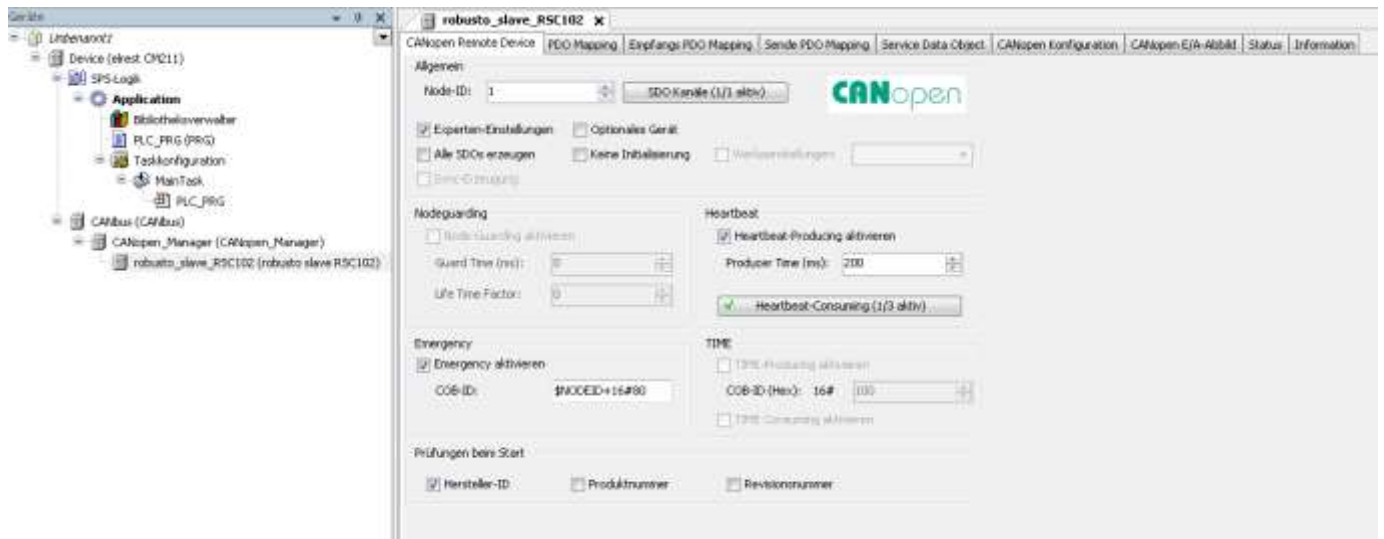 Geräte
Unbenannt1
Device (elrest CM211)
SPS-Logik
Application
Bibliotheksverwalter
PLC_PRG (PRG)
Taskkonfiguration
MainTask
PLC_PRG
CANbus (CANbus)
CANopen_Manager (CANopen_Manager)
robusto_slave_RSC102 (robusto slave RSC102)
robusto_slave_RSC102
CANopen Remote Device PDO Mapping Empfangs PDO Mapping Sende PDO Mapping Service Data Object CANopen Konfiguration CANopen E/A-Abbild Status Information
Allgemein
Node-ID: 1 SDO Kanäle (1/1 aktiv) CANopen
Experten-Einstellungen Optionales Gerät
Alle SDOs erzeugen Keine Initialisierung Werkseinstellungen
Sync-Erzeugung
Nodeguarding Heartbeat
Node-Guarding aktivieren Heartbeat-Producing aktivieren
Guard Time (ms): 0 Producer Time (ms): 200
Life Time Factor: 0 Heartbeat-Consuming (1/3 aktiv)
Emergency TIME
Emergency aktivieren TIME-Producing aktivieren
COB-ID: $NODEID+16#80 COB-ID (Hex): 16# 100
TIME-Consuming aktivieren
Prüfungen beim Start
Hersteller-ID Produktnummer Revisionsnummer